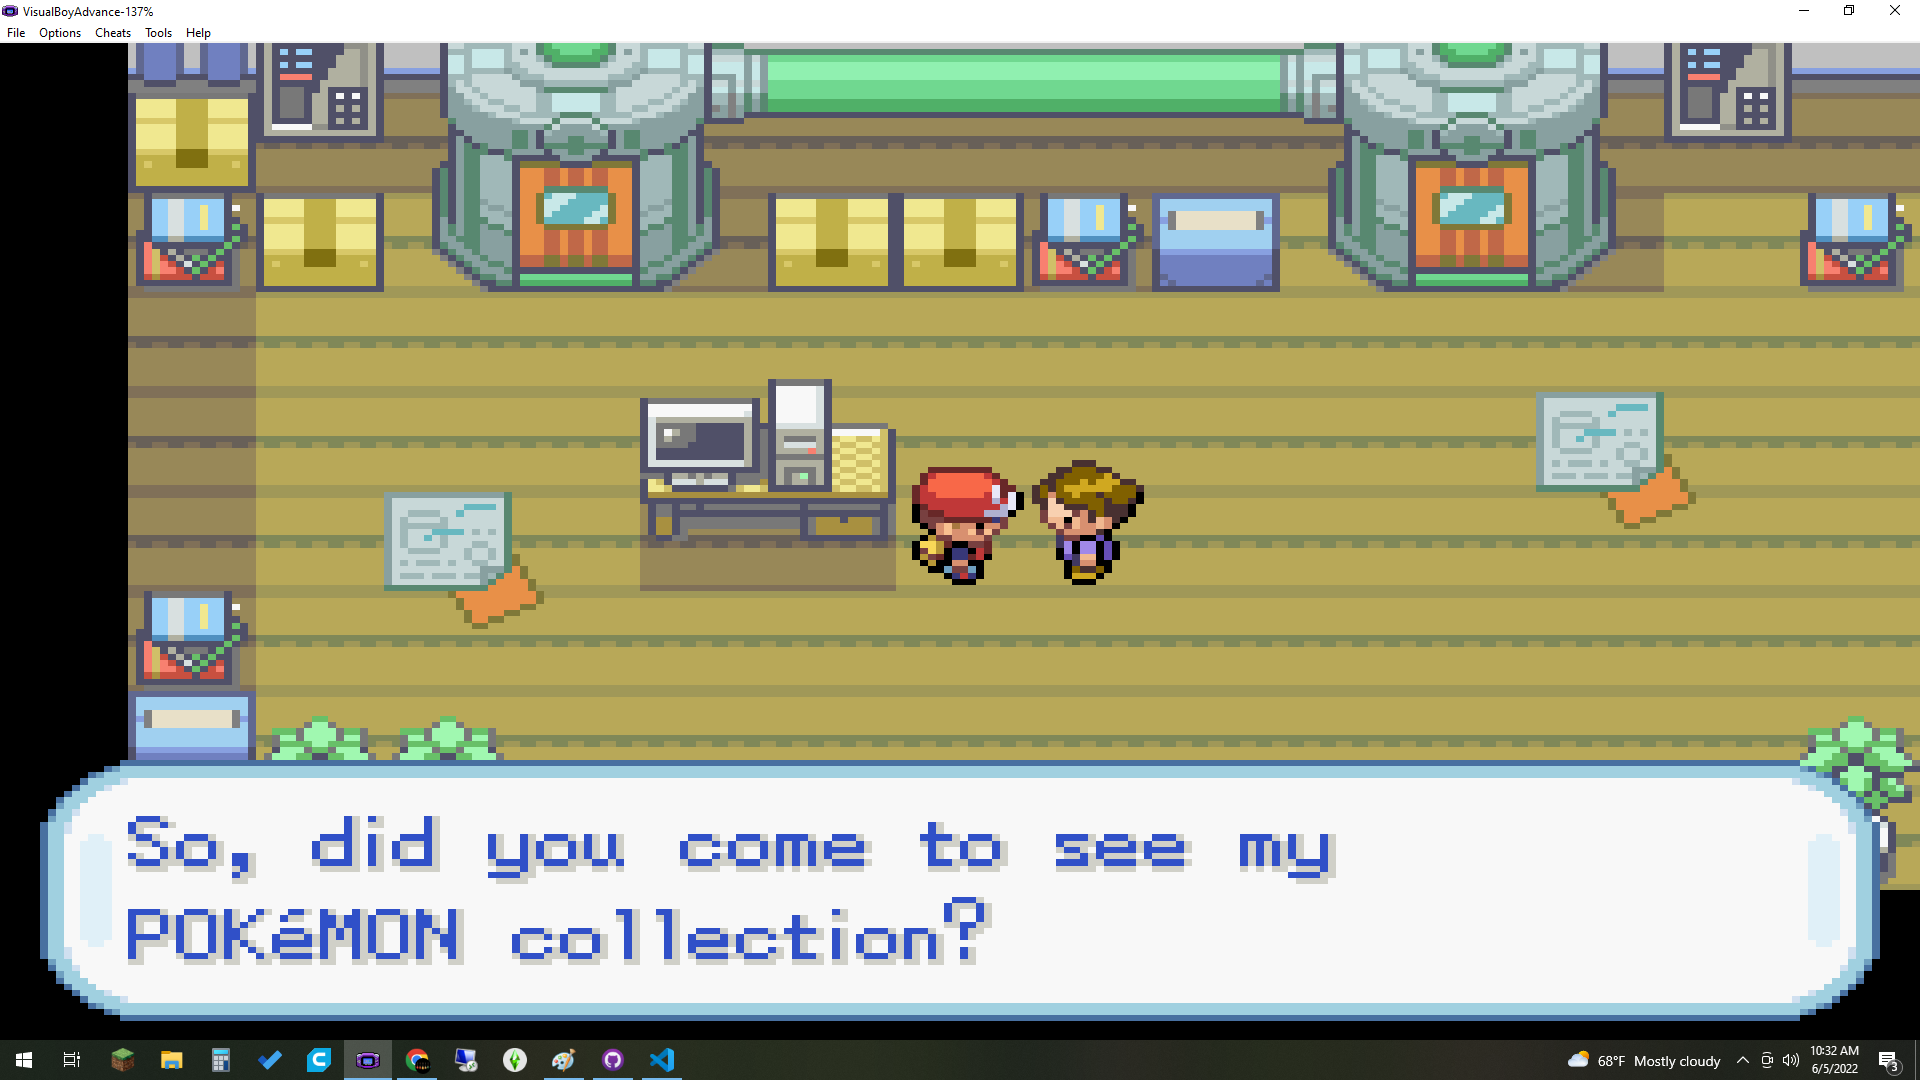 VisualBoyAdvance-137%
File Options Cheats Tools Help
So, did you come to see my
POKéMON collection?
68°F Mostly cloudy
10:32 AM
6/5/2022
3